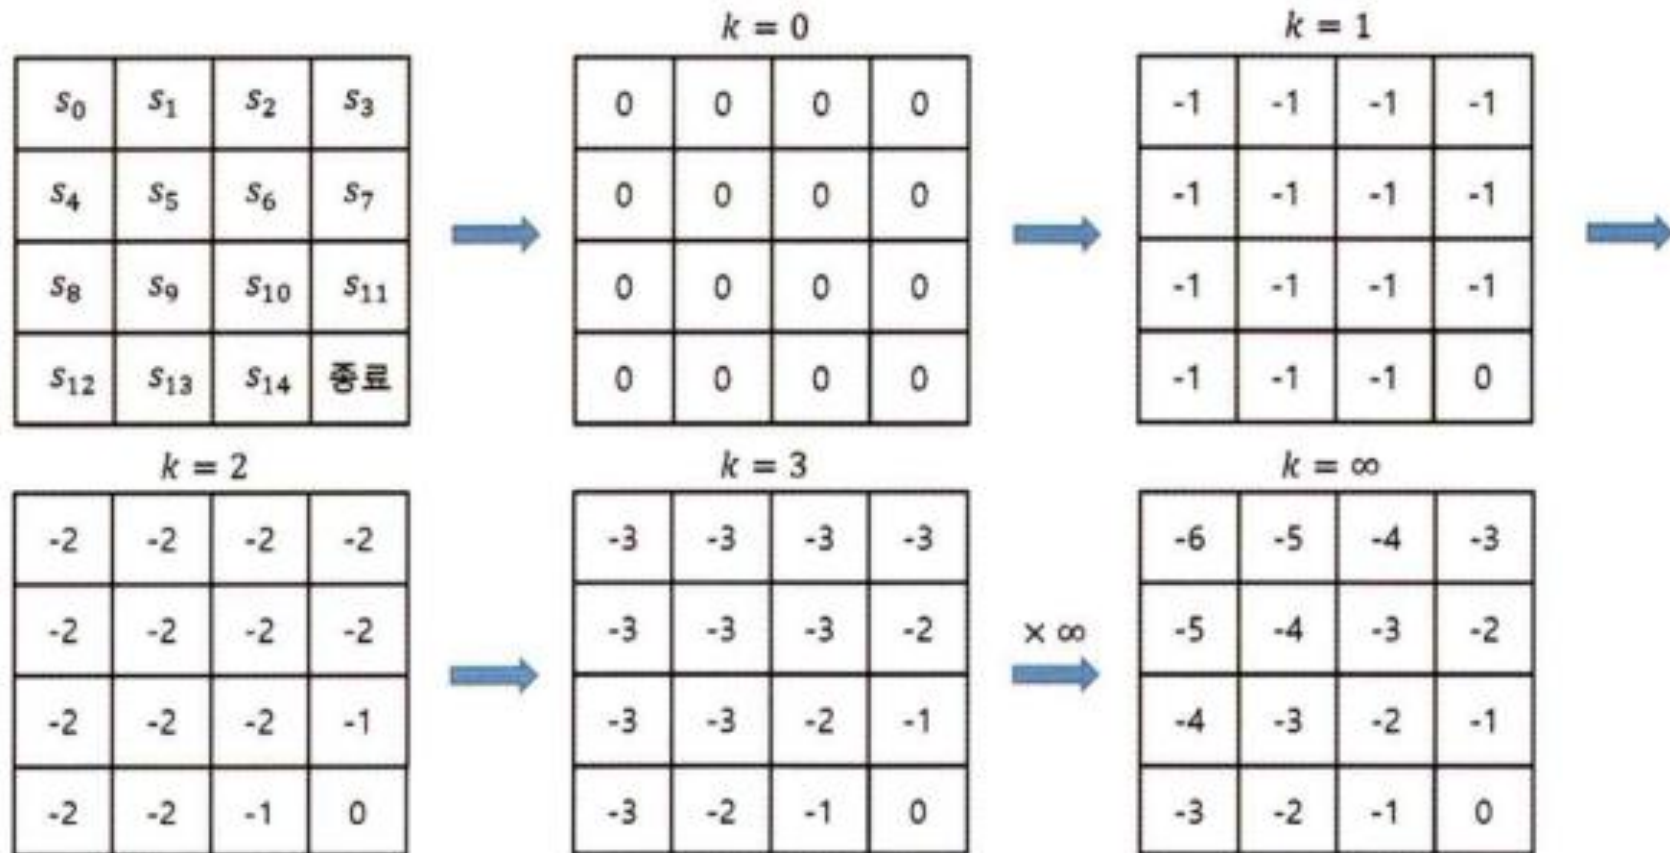 k = 0
k = 1
s₀ s₁ s₂ s₃
s₄ s₅ s₆ s₇
s₈ s₉ s₁₀ s₁₁
s₁₂ s₁₃ s₁₄ 종료
0 0 0 0
0 0 0 0
0 0 0 0
0 0 0 0
-1 -1 -1 -1
-1 -1 -1 -1
-1 -1 -1 -1
-1 -1 -1 0
k = 2
k = 3
k = ∞
-2 -2 -2 -2
-2 -2 -2 -2
-2 -2 -2 -1
-2 -2 -1 0
-3 -3 -3 -3
-3 -3 -3 -2
-3 -3 -2 -1
-3 -2 -1 0
× ∞
-6 -5 -4 -3
-5 -4 -3 -2
-4 -3 -2 -1
-3 -2 -1 0